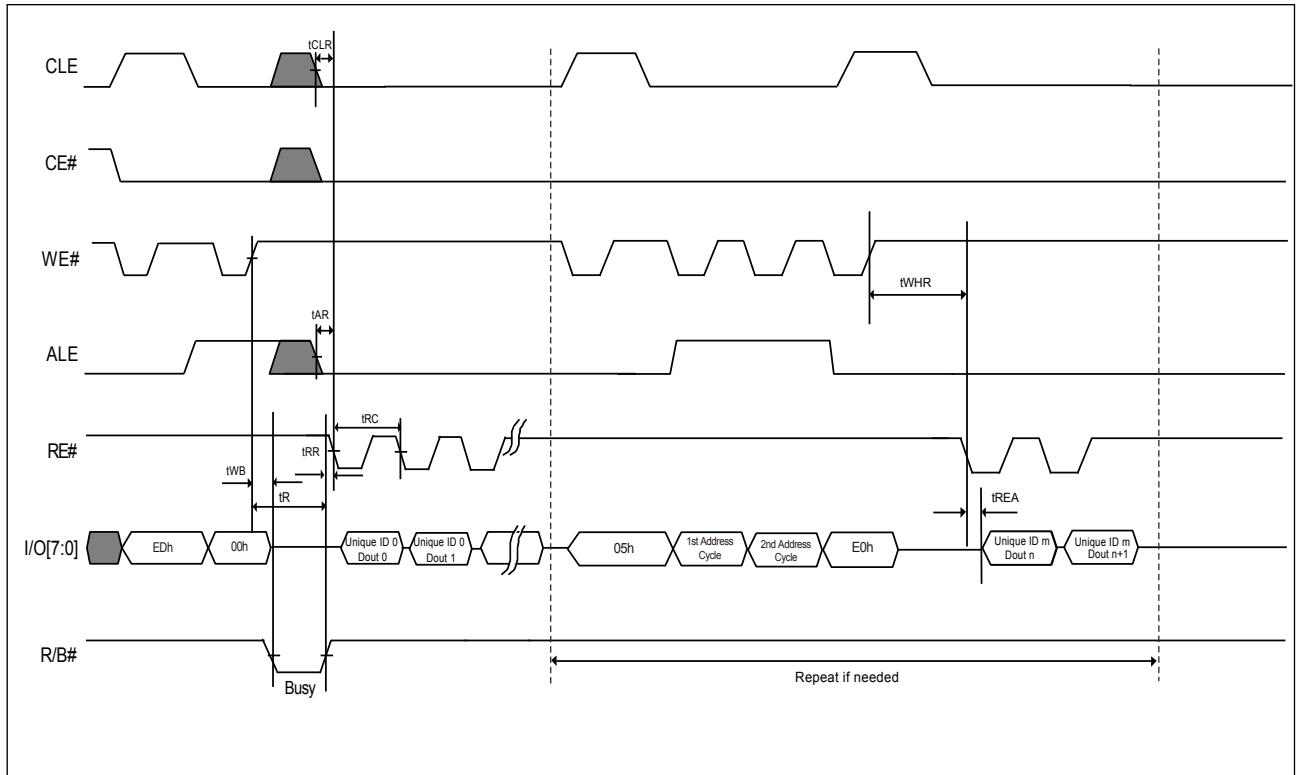 tCLR
CLE
CE#
WE#
tWHR
tAR
ALE
tRC
RE#
tRR
tWB
tR
tREA
I/O[7:0]
EDh
00h
Unique ID 0
Dout 0
Unique ID 0
Dout 1
05h
1st Address
Cycle
2nd Address
Cycle
E0h
Unique ID m
Dout n
Unique ID m
Dout n+1
R/B#
Busy
Repeat if needed